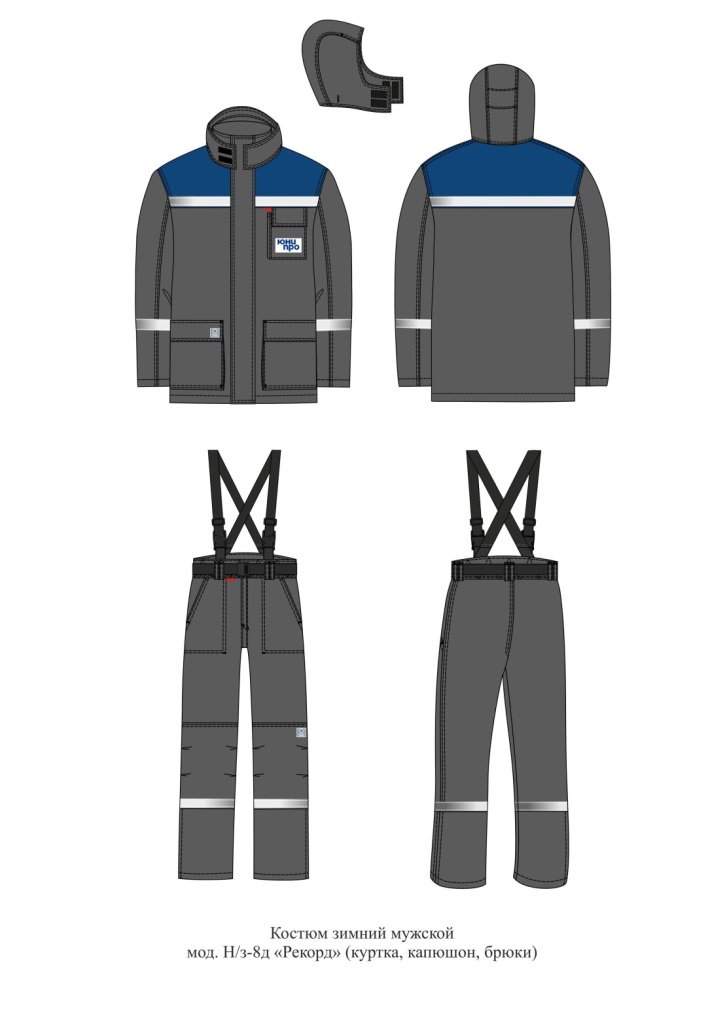 Юни
про
Костюм зимний мужской
мод. Н/з-8д «Рекорд» (куртка, капюшон, брюки)